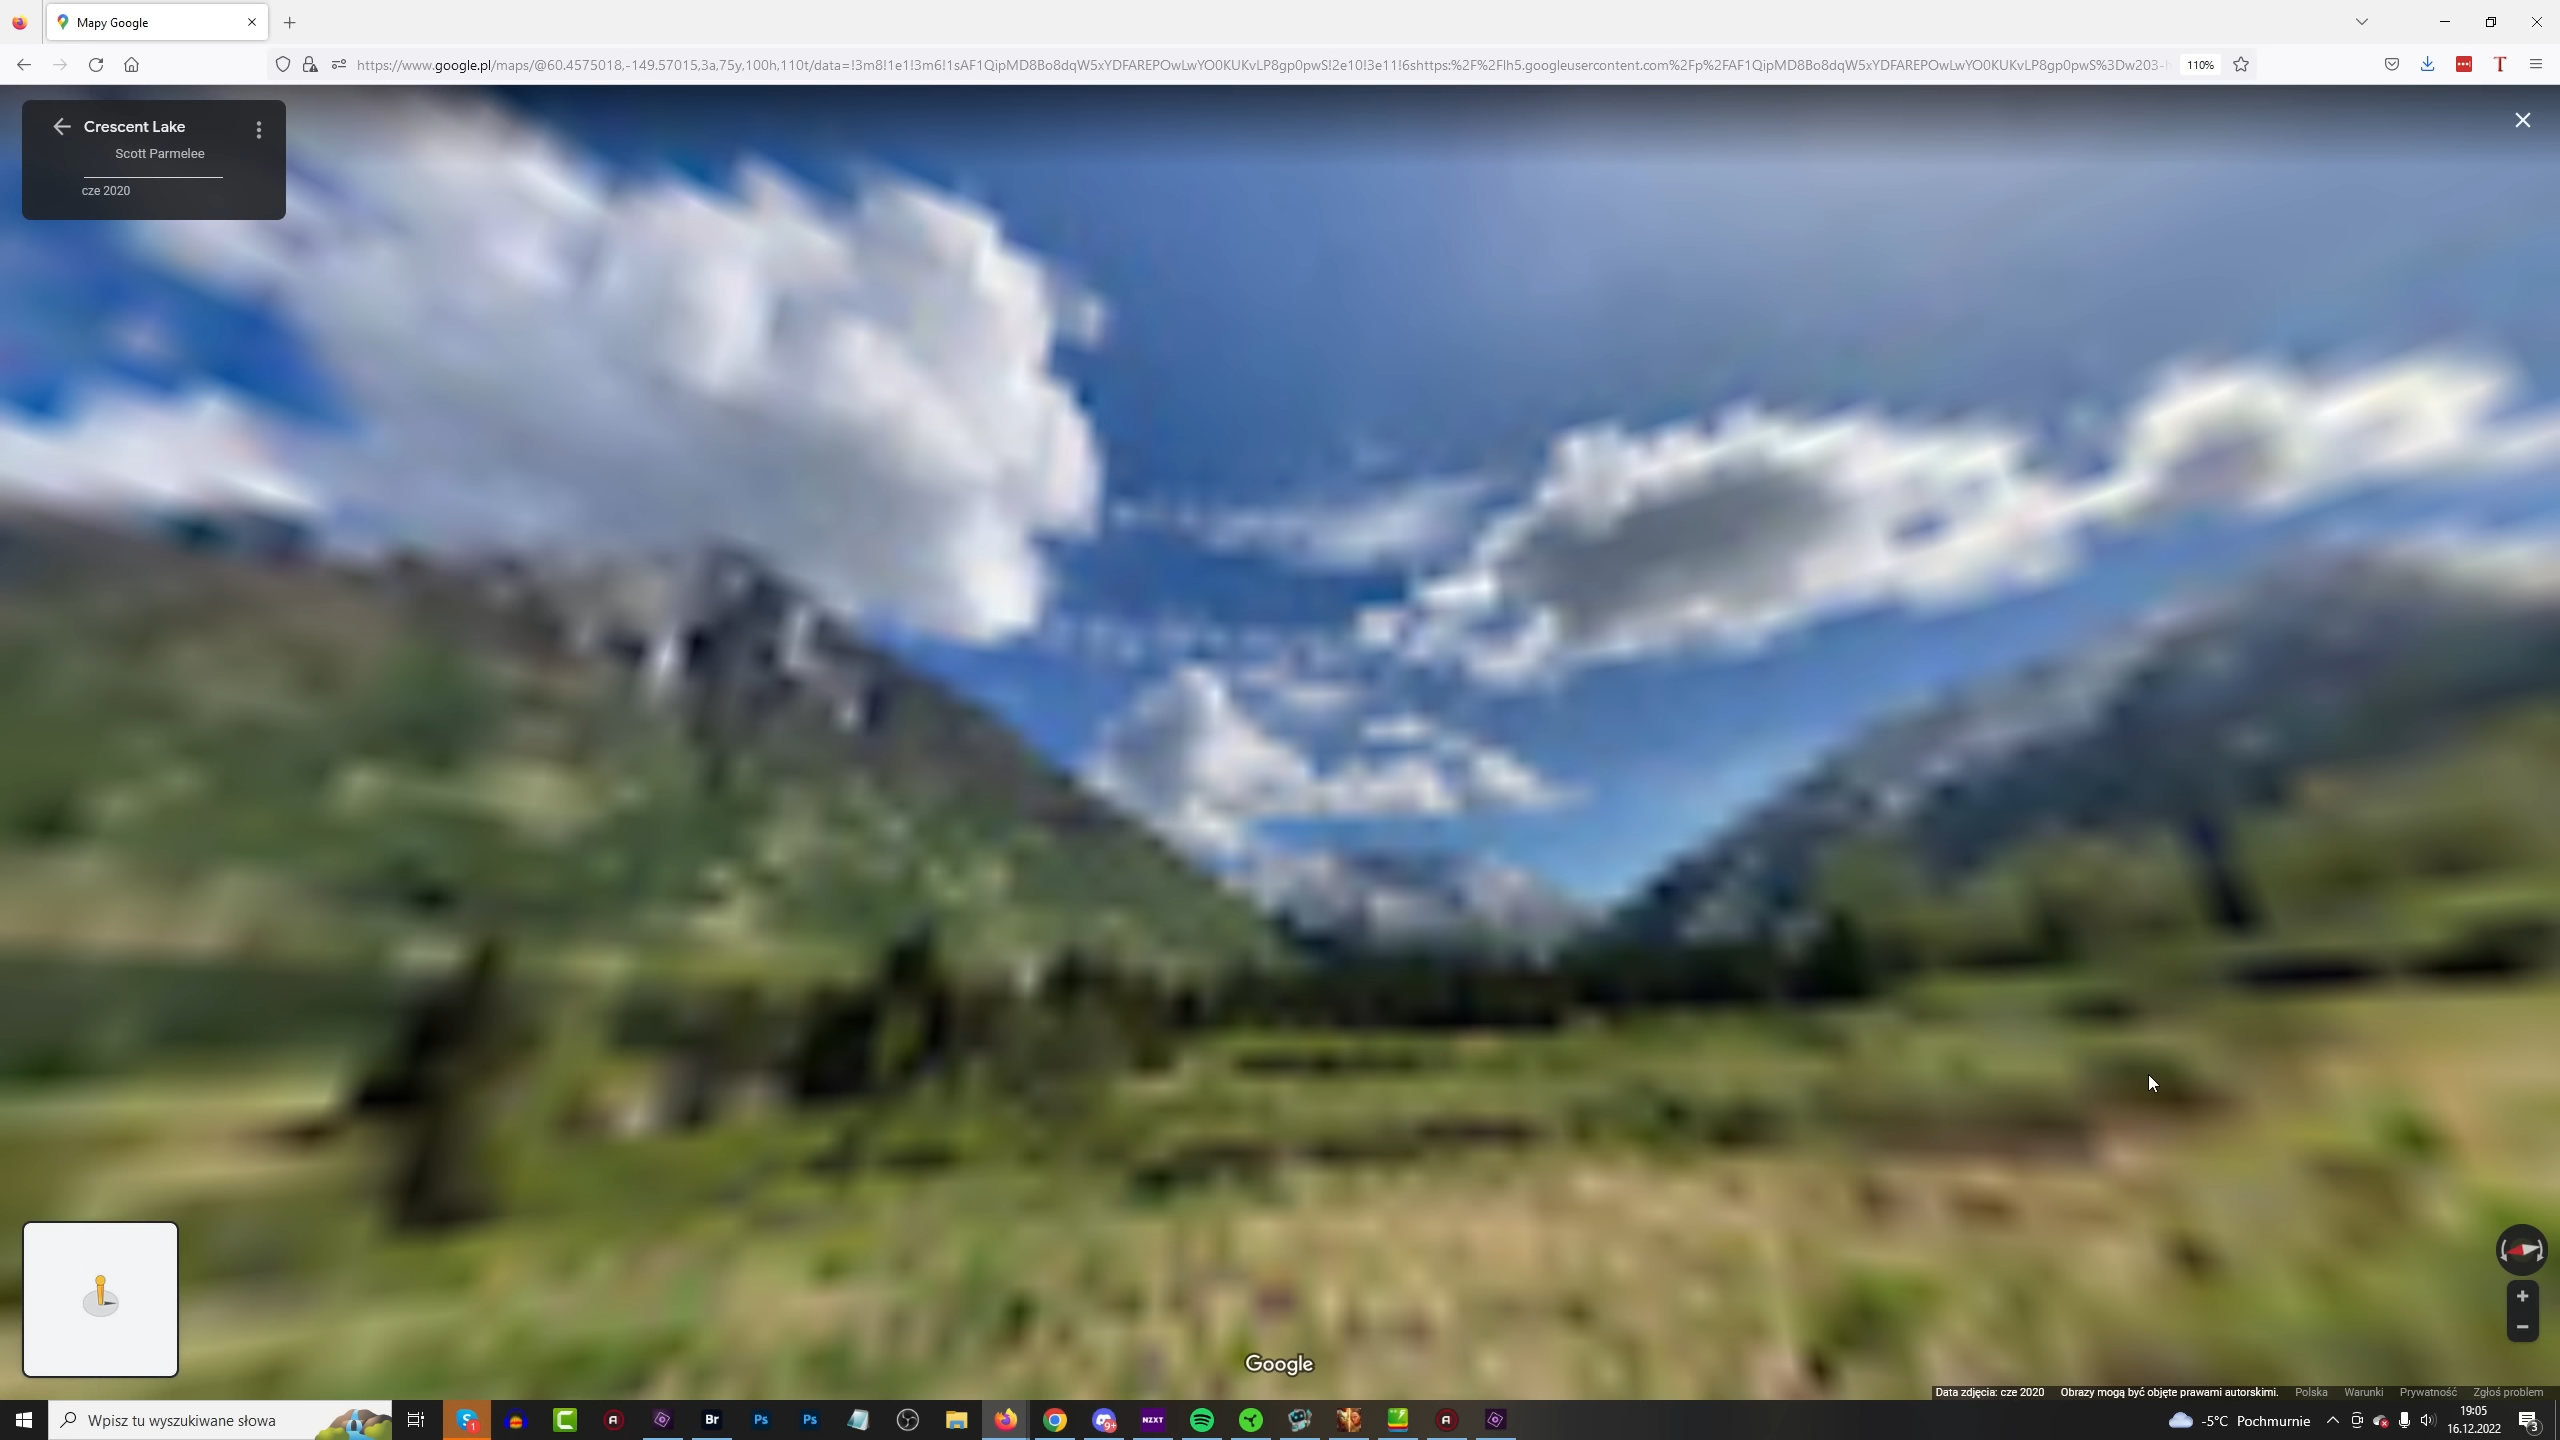 Mapy Google
https://www.google.pl/maps/@60.4575018,-149.57015,3a,75y,100h,110t/data=!3m8!1e1!3m6!1sAF1QipMD8Bo8dqW5xYDFAREPOwLwYO0KUKvLP8gp0pwS!2e10!3e11!6shttps:%2F%2Flh5.googleusercontent.com%2Fp%2FAF1QipMD8Bo8dqW5xYDFAREPOwLwYO0KUKvLP8gp0pwS%3Dw203-
110%
T
Crescent Lake
Scott Parmelee
cze 2020
Google
Data zdjęcia: cze 2020 Obrazy mogą być objęte prawami autorskimi. Polska Warunki Prywatność Zgłoś problem
Wpisz tu wyszukiwane słowa
1
Br
Ps
Ps
9+
NZXT
-5°C Pochmurnie
19:05
16.12.2022
3